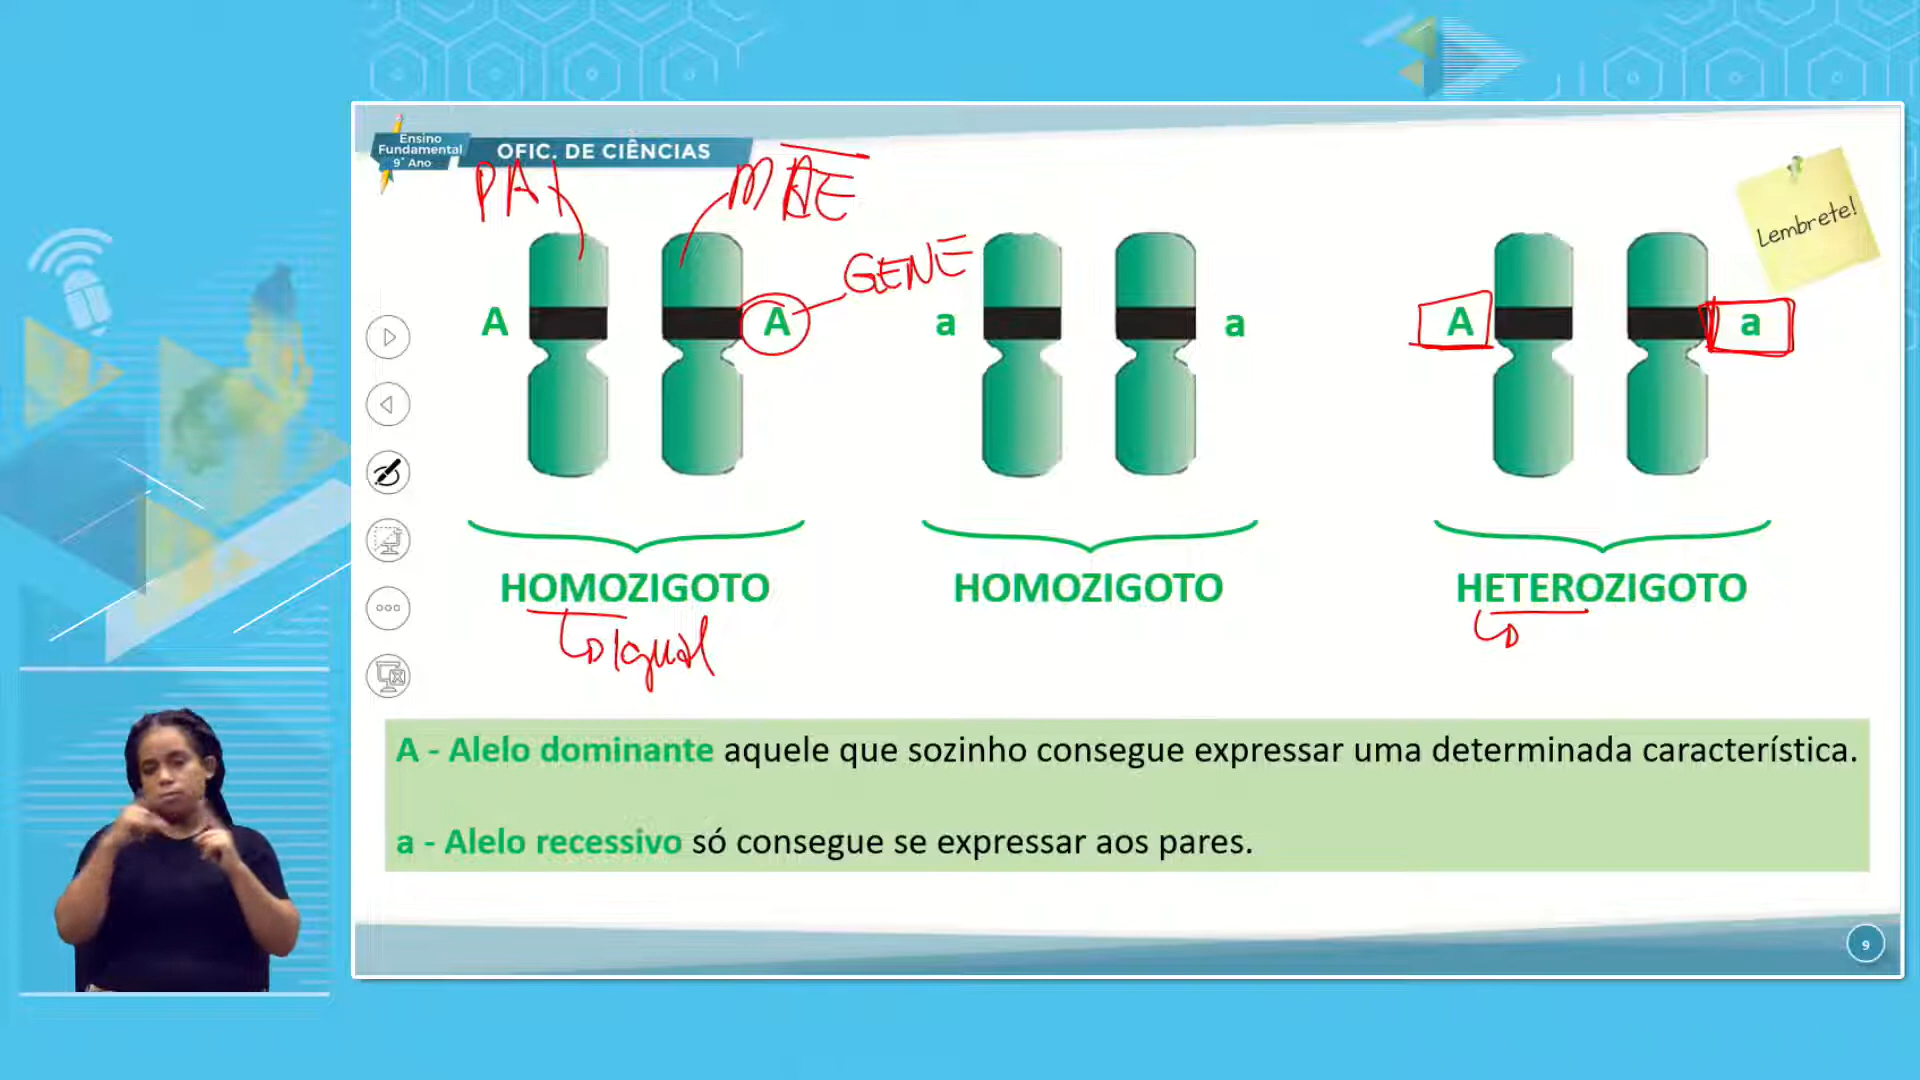 Ensino
Fundamental
9° Ano
OFIC. DE CIÊNCIAS
PAI
MÃE
Lembrete!
GENE
A
A
a
a
A
a
HOMOZIGOTO
HOMOZIGOTO
HETEROZIGOTO
Igual
A - Alelo dominante aquele que sozinho consegue expressar uma determinada característica.
a - Alelo recessivo só consegue se expressar aos pares.
9